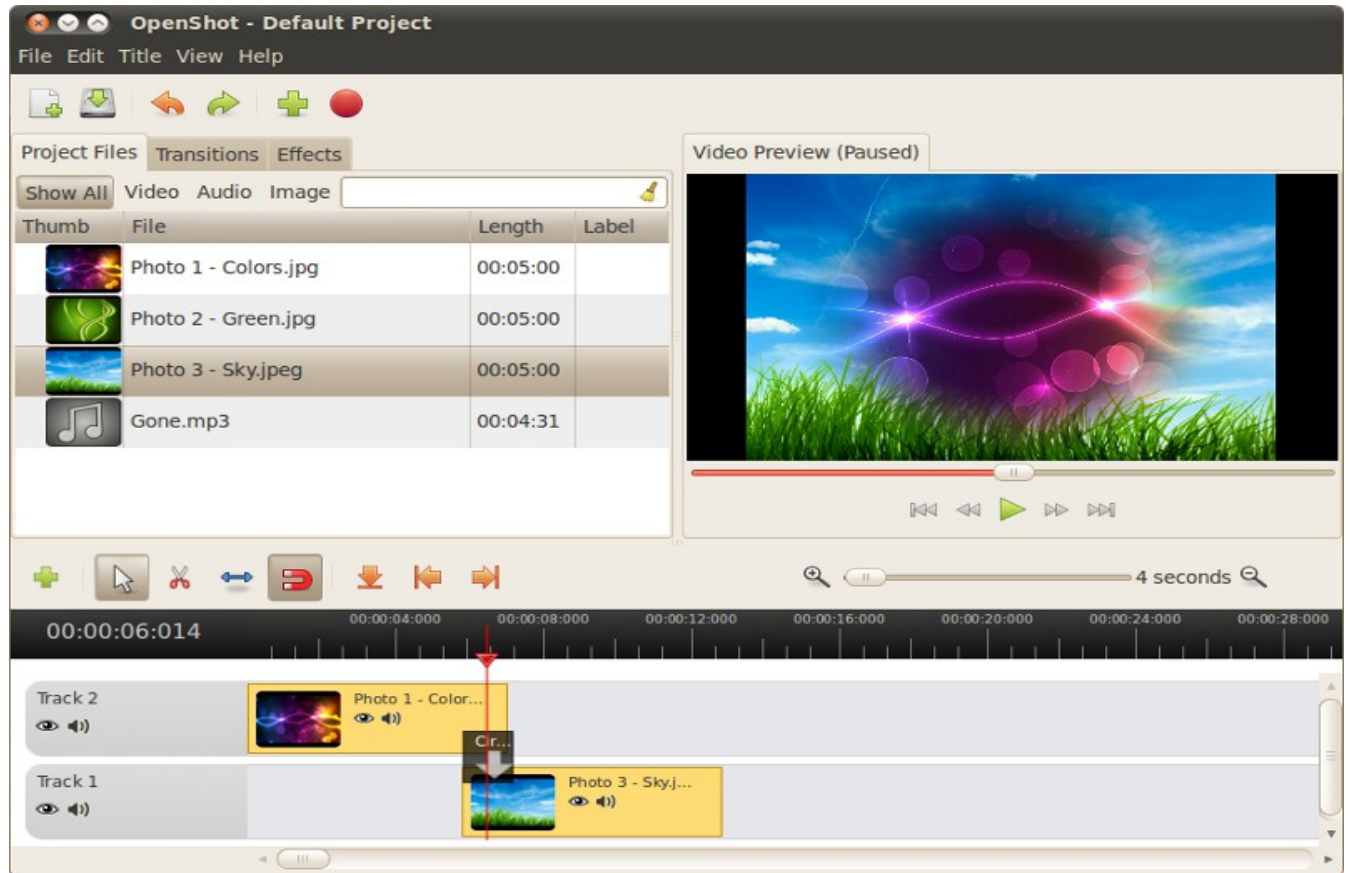 OpenShot - Default Project
File Edit Title View Help
Project Files Transitions Effects
Video Preview (Paused)
Show All Video Audio Image
Thumb File Length Label
Photo 1 - Colors.jpg 00:05:00
Photo 2 - Green.jpg 00:05:00
Photo 3 - Sky.jpeg 00:05:00
Gone.mp3 00:04:31
4 seconds
00:00:06:014
00:00:04:000 00:00:08:000 00:00:12:000 00:00:16:000 00:00:20:000 00:00:24:000 00:00:28:000
Track 2
Photo 1 - Color...
Cir...
Track 1
Photo 3 - Sky.j...